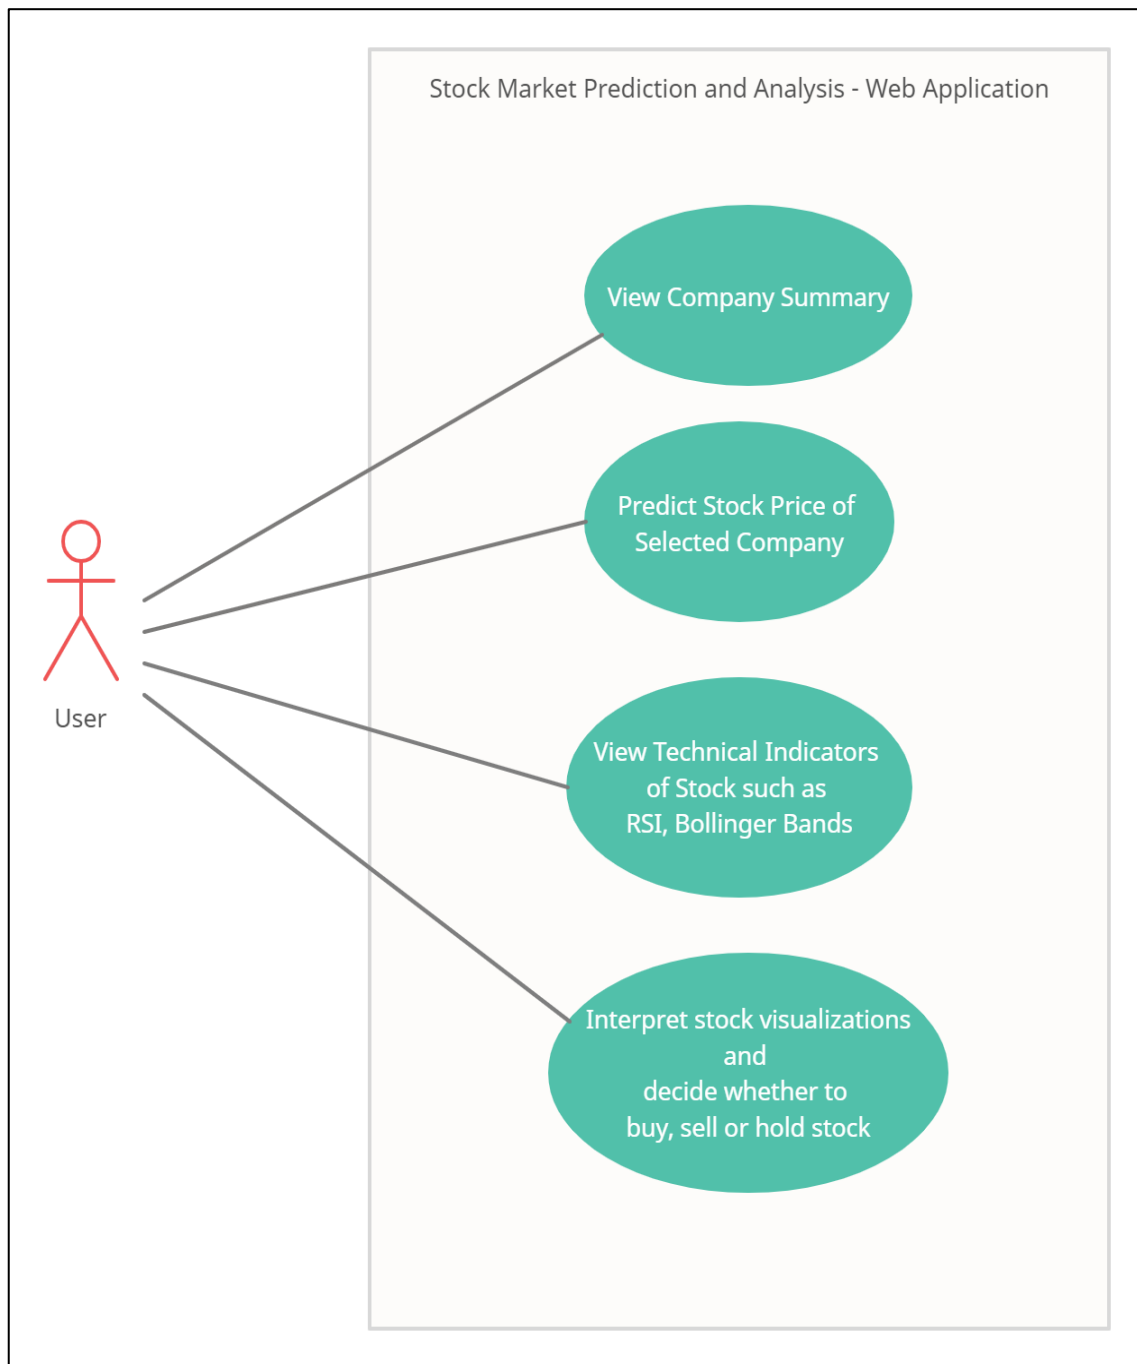 Stock Market Prediction and Analysis - Web Application
View Company Summary
Predict Stock Price of
Selected Company
User
View Technical Indicators
of Stock such as
RSI, Bollinger Bands
Interpret stock visualizations
and
decide whether to
buy, sell or hold stock